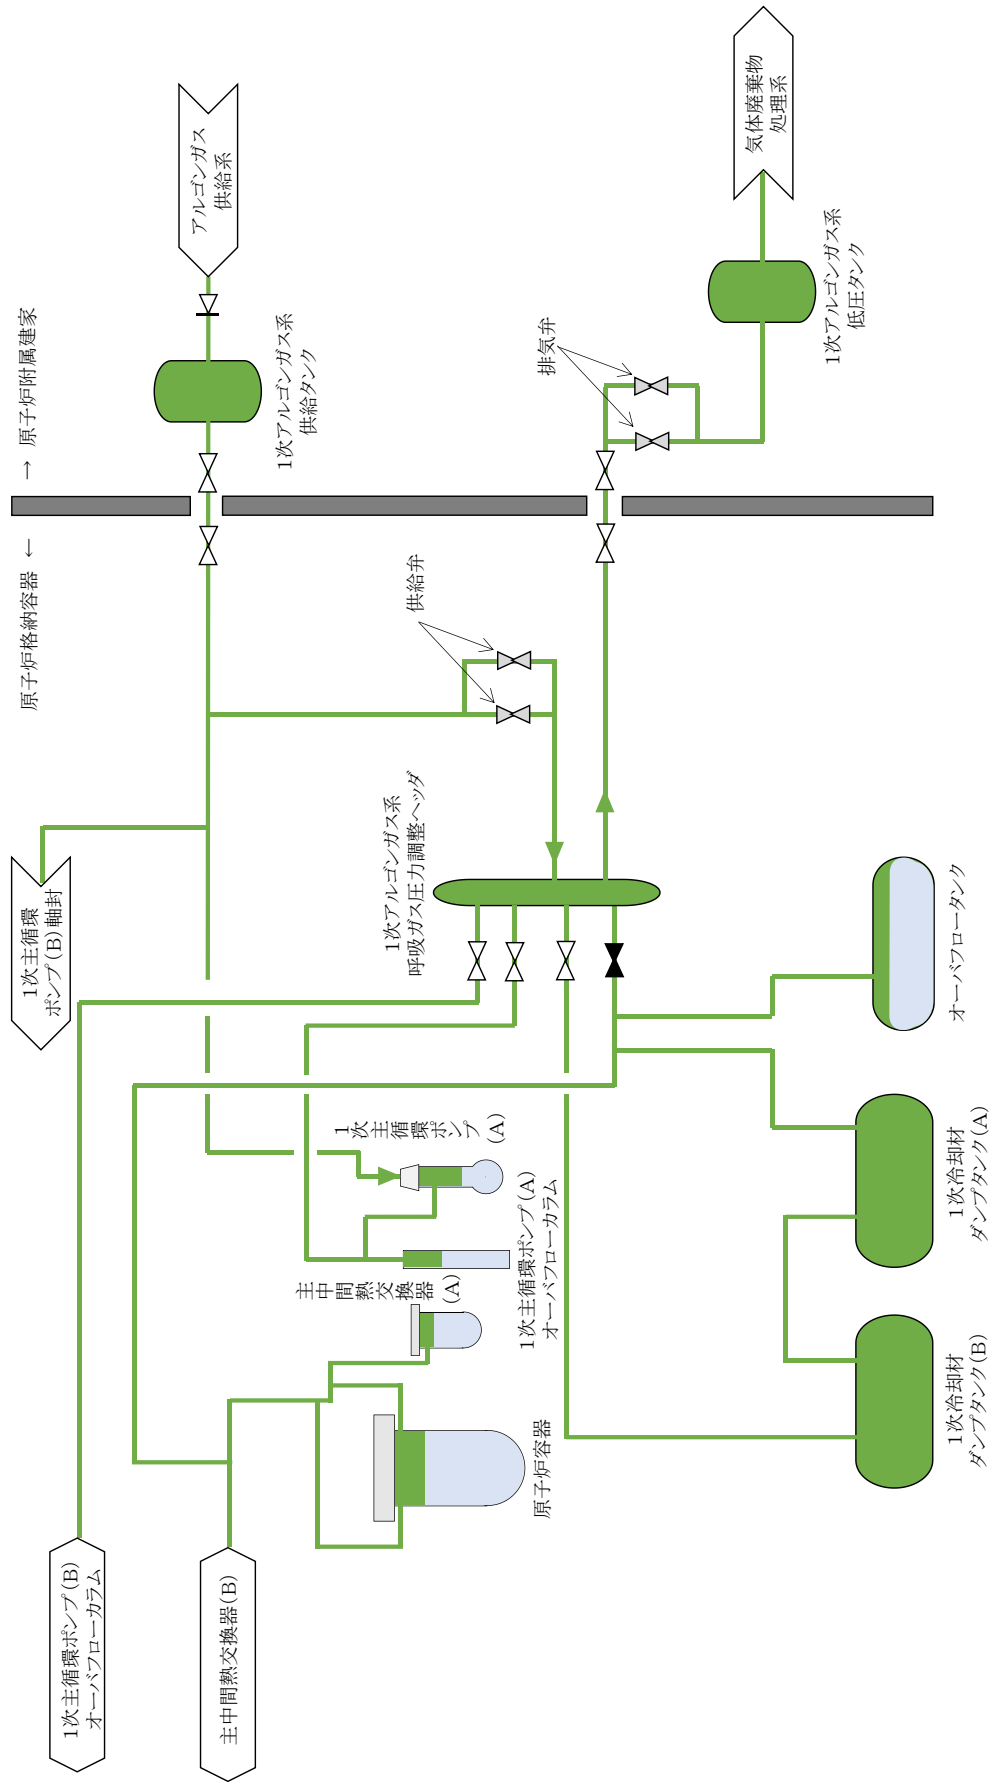 アルゴンガス
供給系
気体廃棄物
処理系
→ 原子炉附属建家
原子炉格納容器 ←
1次アルゴンガス系
供給タンク
1次アルゴンガス系
低圧タンク
排気弁
供給弁
1次アルゴンガス系
呼吸ガス圧力調整ヘッダ
1次主循環
ポンプ(B)軸封
オーバフロータンク
1次主循環ポンプ
(A)
1次主循環ポンプ(A)
オーバフローカラム
主中間熱交換器
(A)
原子炉容器
1次冷却材
ダンプタンク(A)
1次冷却材
ダンプタンク(B)
1次主循環ポンプ(B)
オーバフローカラム
主中間熱交換器(B)